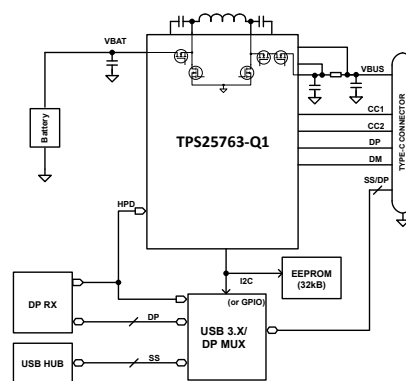 VBAT
VBUS
Battery
TPS25763-Q1
CC1
CC2
DP
DM
SS/DP
TYPE-C CONNECTOR
HPD
I2C
EEPROM
(32kB)
(or GPIO)
DP RX
DP
USB 3.X/
DP MUX
USB HUB
SS